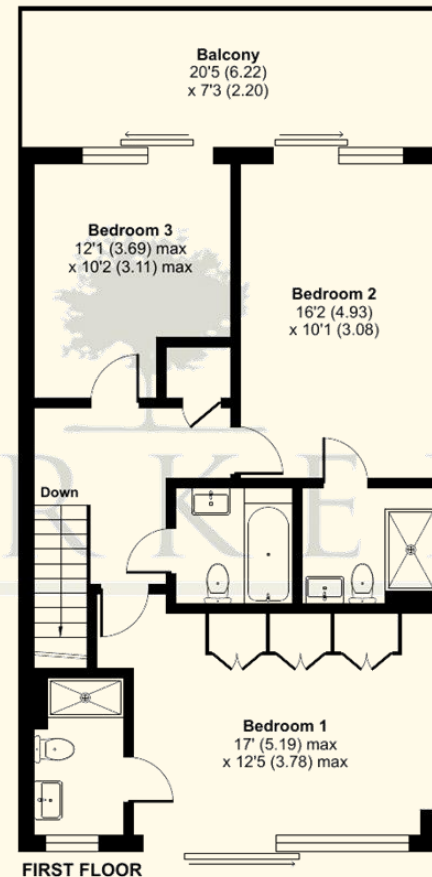 Balcony
20'5 (6.22)
x 7'3 (2.20)
Bedroom 3
12'1 (3.69) max
x 10'2 (3.11) max
Bedroom 2
16'2 (4.93)
x 10'1 (3.08)
Down
R K E
Bedroom 1
17' (5.19) max
x 12'5 (3.78) max
FIRST FLOOR